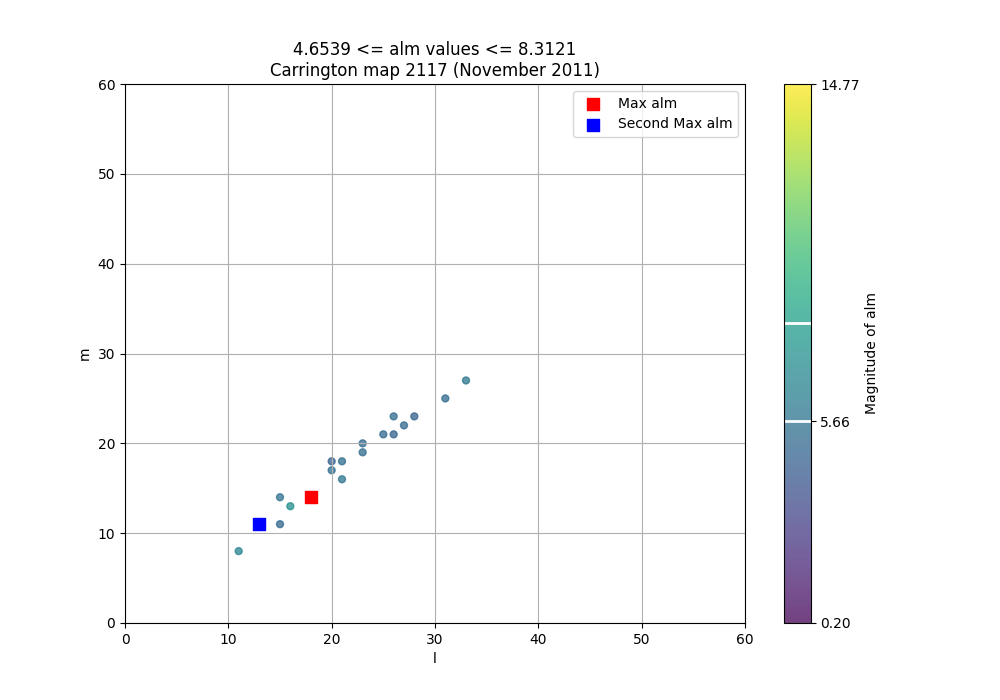 4.6539 <= alm values <= 8.3121
Carrington map 2117 (November 2011)
Max alm
Second Max alm
60
50
40
30
20
10
0
m
0 10 20 30 40 50 60
l
14.77
5.66
0.20
Magnitude of alm